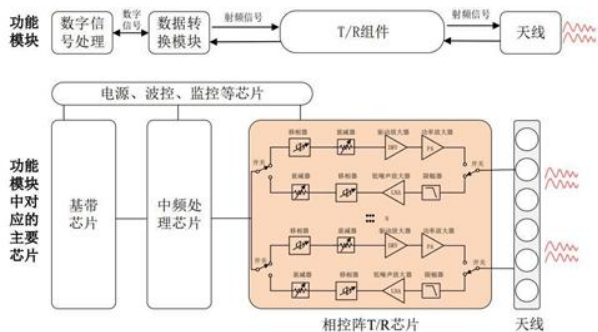 功能
模块
数字信
号处理
数字
信号
数据转
换模块
射频信号
T/R组件
射频信号
天线
电源、波控、监控等芯片
功能
模块
中对
应的
主要
芯片
基带
芯片
中频处
理芯片
移相器
衰减器
驱动放大器
功率放大器
DRV
PA
开关
开关
衰减器
移相器
低噪声放大器
限幅器
LNA
移相器
衰减器
驱动放大器
功率放大器
DRV
PA
开关
开关
衰减器
移相器
低噪声放大器
限幅器
LNA
相控阵T/R芯片
天线